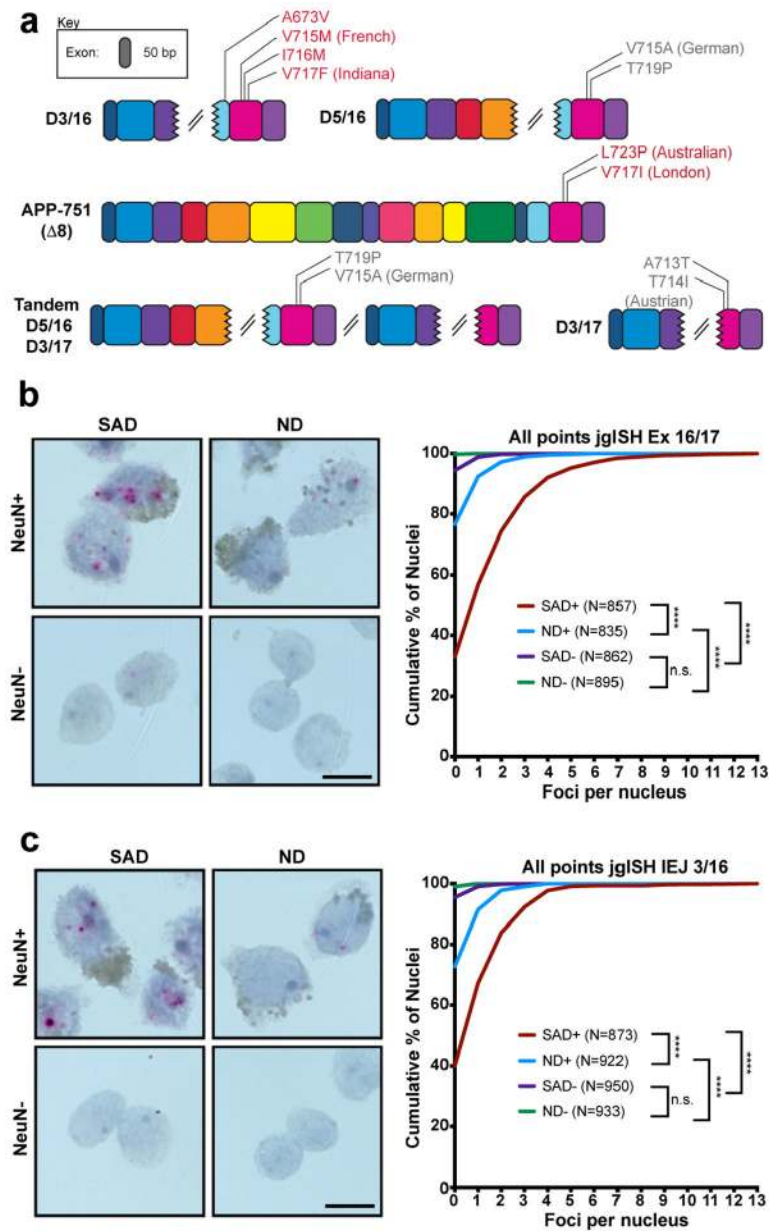 a
Key
Exon: 50 bp
A673V
V715M (French)
I716M
V717F (Indiana)
V715A (German)
T719P
D3/16
D5/16
L723P (Australian)
V717I (London)
APP-751
(Δ8)
T719P
V715A (German)
A713T
T714I
(Austrian)
Tandem
D5/16
D3/17
D3/17
b
SAD
ND
NeuN+
NeuN-
All points jgISH Ex 16/17
Cumulative % of Nuclei
100
80
60
40
20
0
SAD+ (N=857)
ND+ (N=835)
SAD- (N=862)
ND- (N=895)
****
n.s.
****
****
0 1 2 3 4 5 6 7 8 9 10 11 12 13
Foci per nucleus
c
SAD
ND
NeuN+
NeuN-
All points jgISH IEJ 3/16
Cumulative % of Nuclei
100
80
60
40
20
0
SAD+ (N=873)
ND+ (N=922)
SAD- (N=950)
ND- (N=933)
****
n.s.
****
****
0 1 2 3 4 5 6 7 8 9 10 11 12 13
Foci per nucleus